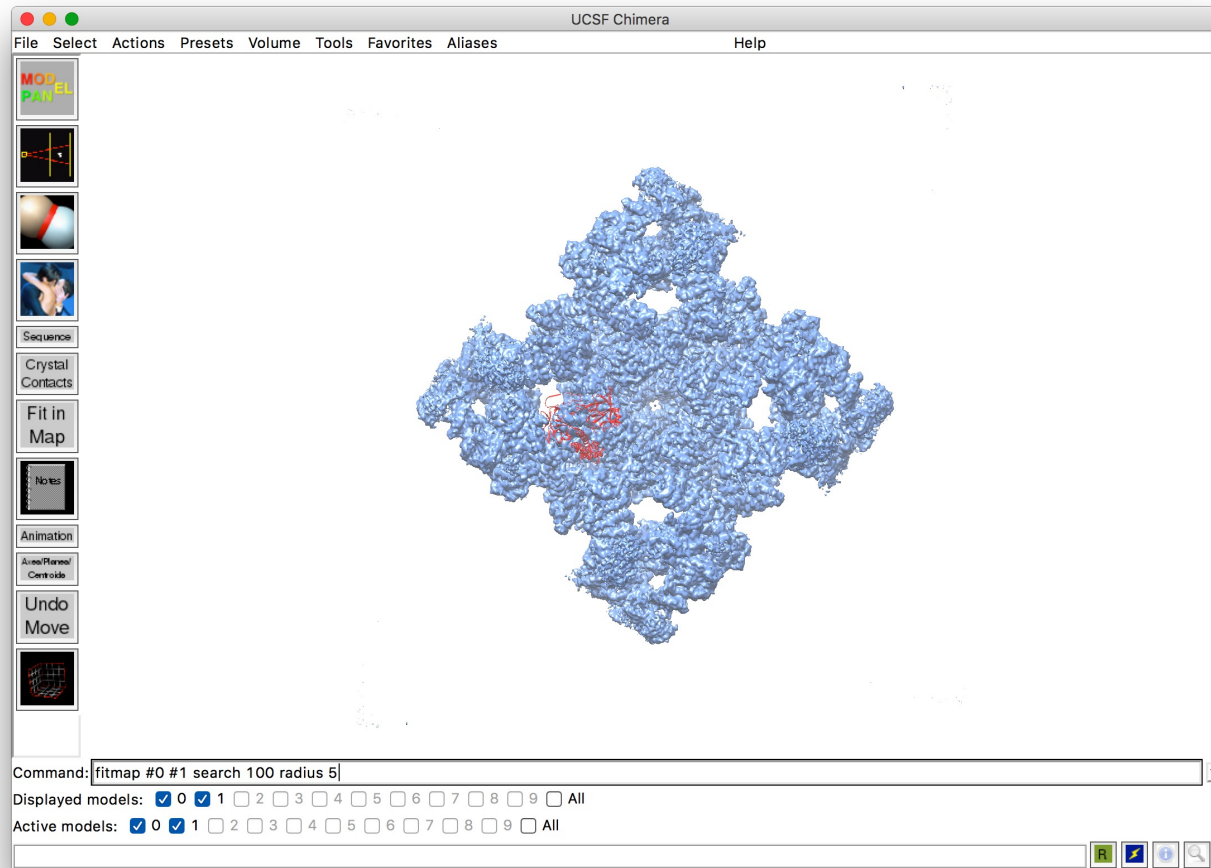 UCSF Chimera
File Select Actions Presets Volume Tools Favorites Aliases Help
MODEL
PANEL
Sequence
Crystal
Contacts
Fit in
Map
Notes
Animation
Axes/Planes/
Centroids
Undo
Move
Command: fitmap #0 #1 search 100 radius 5
Displayed models: 0 1 2 3 4 5 6 7 8 9 All
Active models: 0 1 2 3 4 5 6 7 8 9 All
R